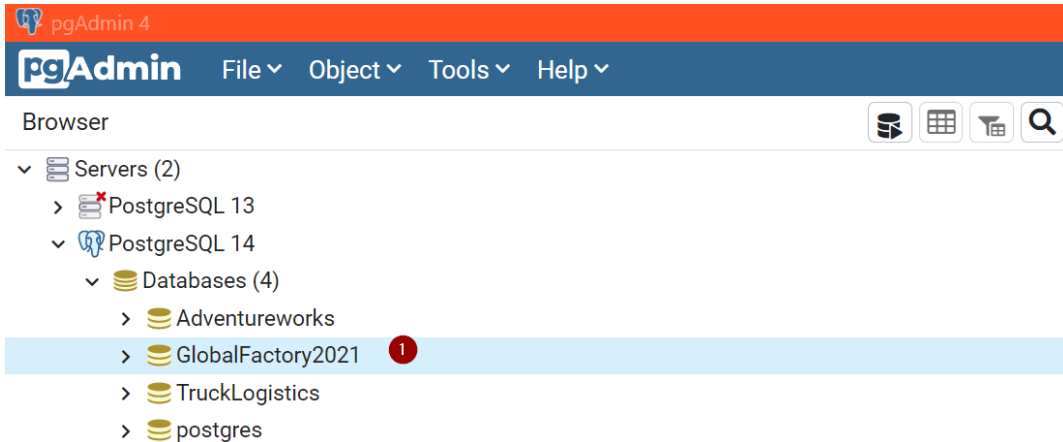 pgAdmin 4
pgAdmin File Object Tools Help
Browser
Servers (2)
PostgreSQL 13
PostgreSQL 14
Databases (4)
Adventureworks
GlobalFactory2021 1
TruckLogistics
postgres